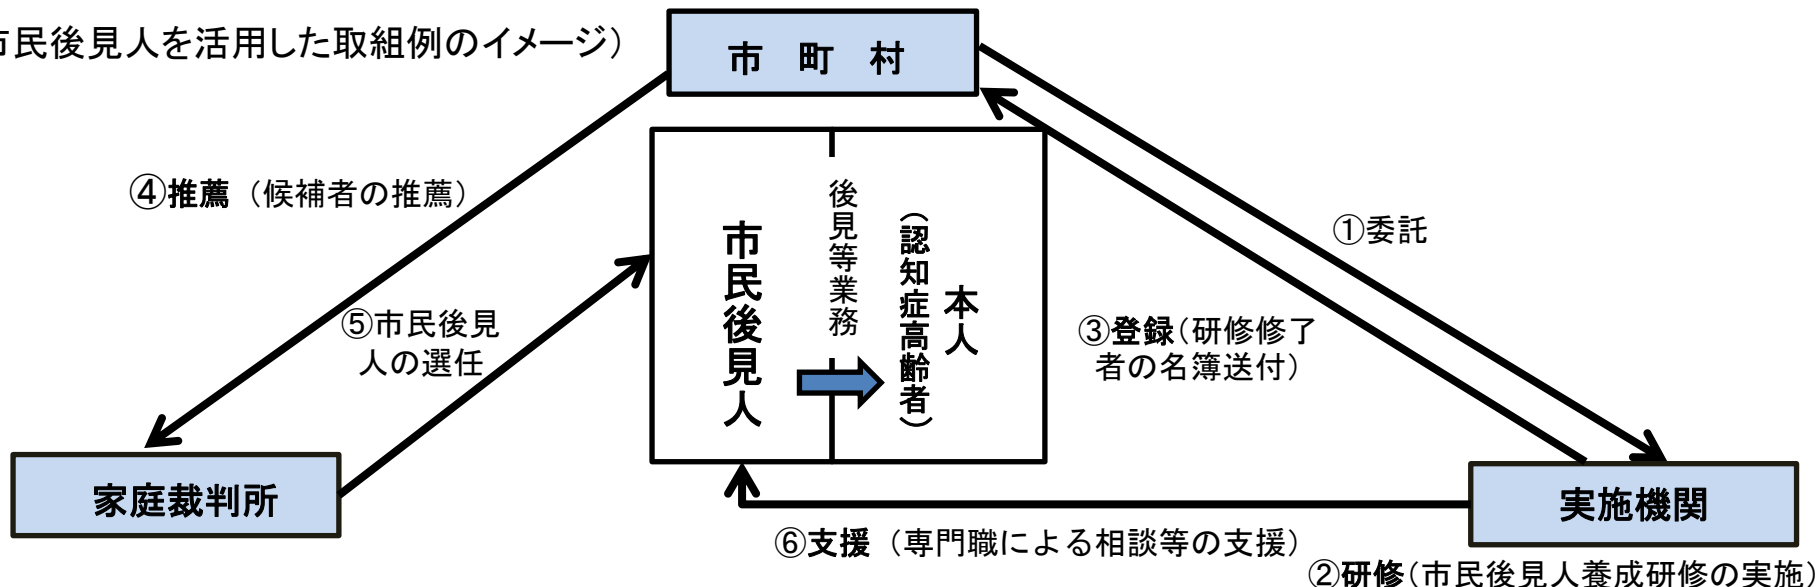 市民後見人を活用した取組例のイメージ）
市 町 村
④推薦（候補者の推薦）
①委託
市民後見人
後見等業務
本人
（認知症高齢者）
⑤市民後見
人の選任
③登録（研修修了
者の名簿送付）
家庭裁判所
実施機関
⑥支援（専門職による相談等の支援）
②研修（市民後見人養成研修の実施）